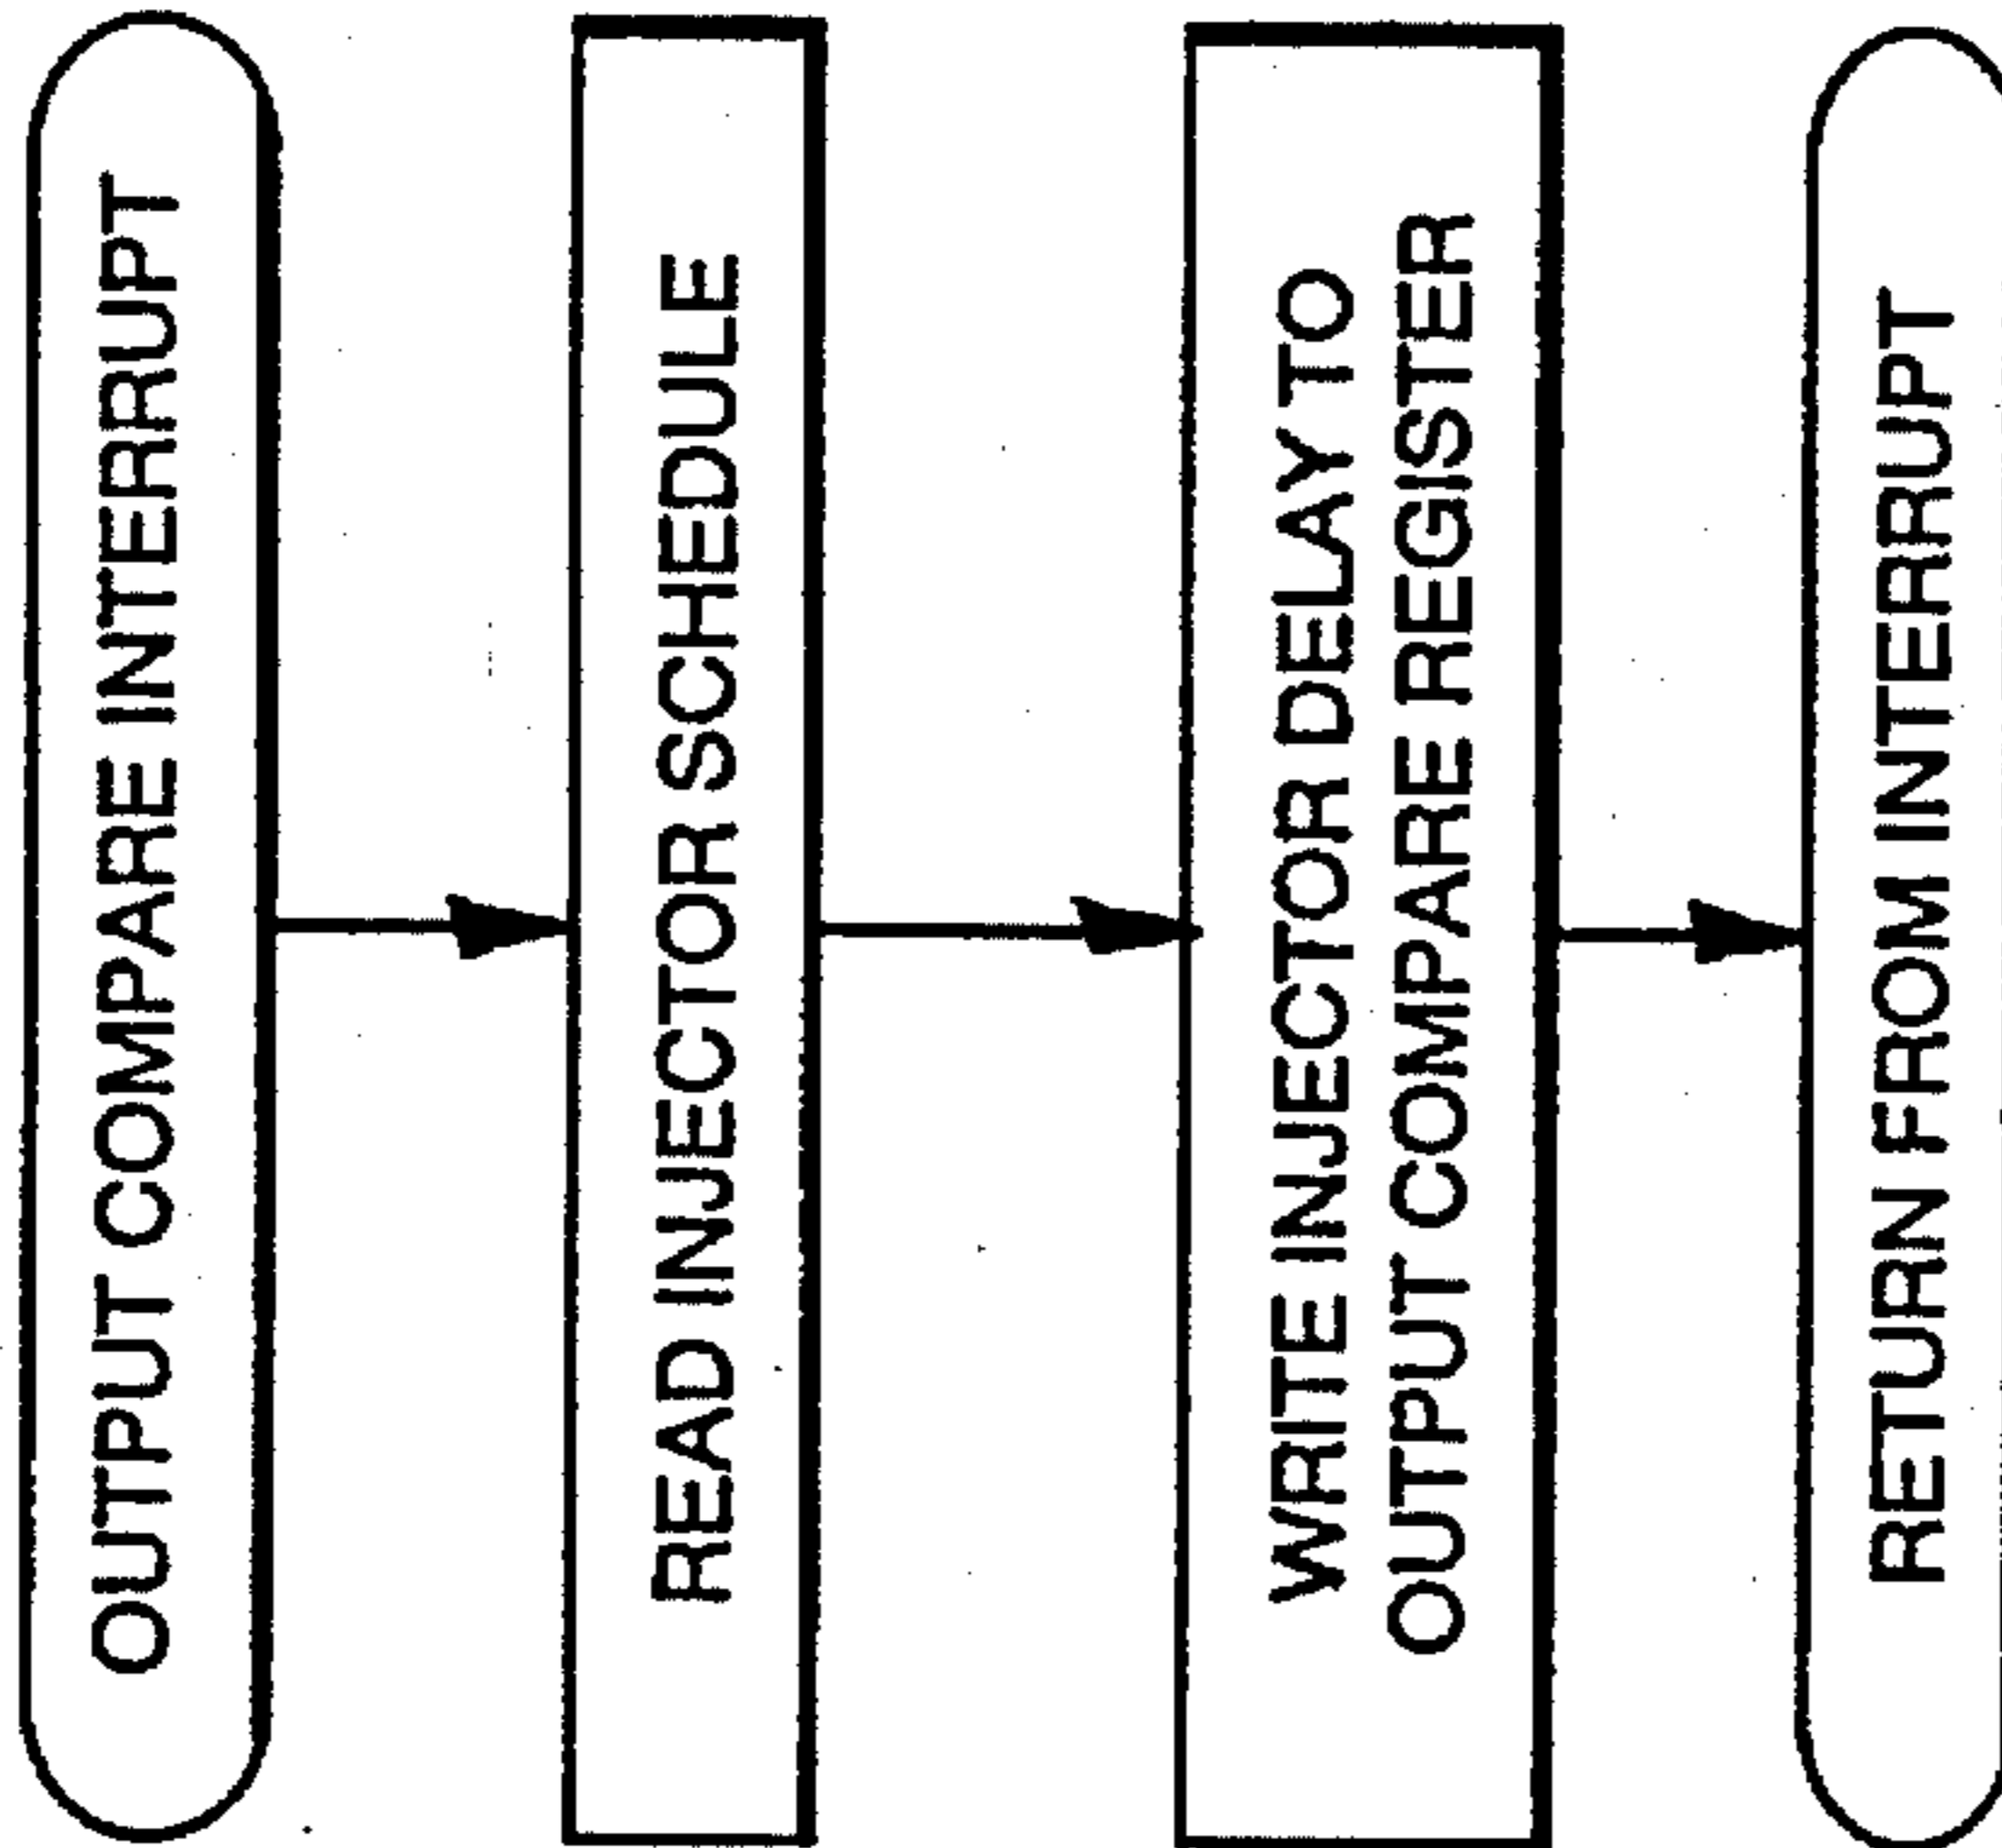 OUTPUT COMPARE INTERRUPT
READ INJECTOR SCHEDULE
WRITE INJECTOR DELAY TO
OUTPUT COMPARE REGISTER
RETURN FROM INTERRUPT